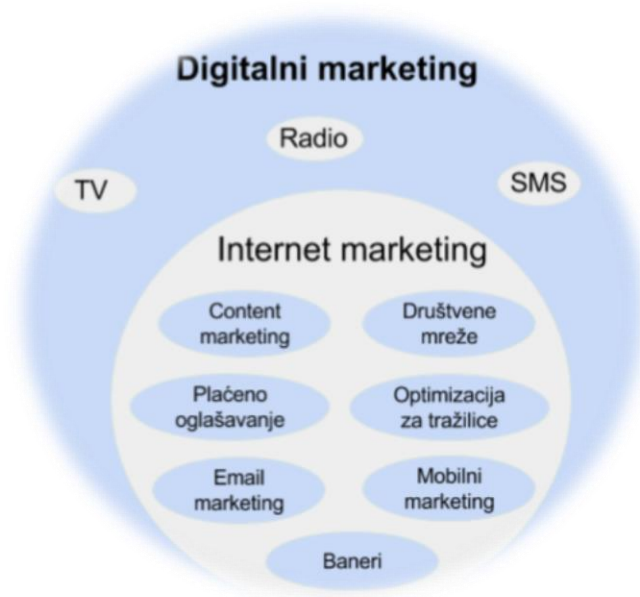 Digitalni marketing
Radio
TV
SMS
Internet marketing
Content
marketing
Društvene
mreže
Plaćeno
oglašavanje
Optimizacija
za tražilice
Email
marketing
Mobilni
marketing
Baneri